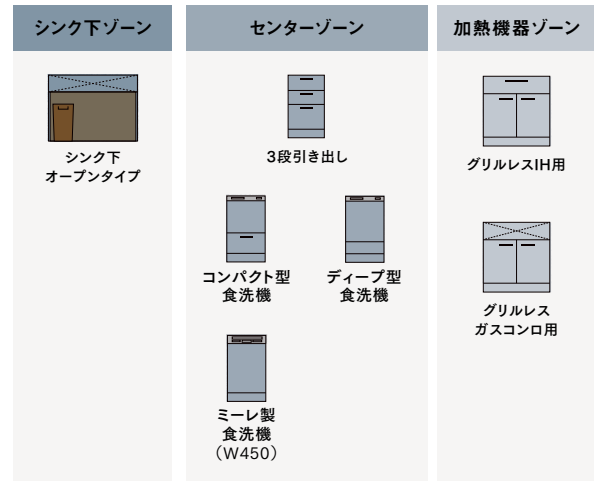 シンク下ゾーン
シンク下
オープンタイプ
センターゾーン
3段引き出し
コンパクト型
食洗機
ディープ型
食洗機
ミーレ製
食洗機
（W450）
加熱機器ゾーン
グリルレスIH用
グリルレス
ガスコンロ用